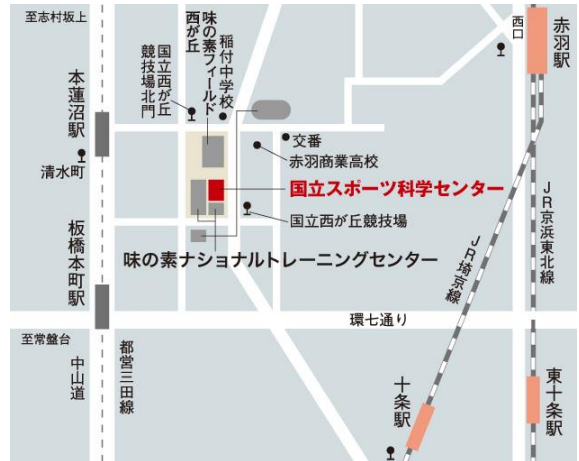 至志村坂上
本蓮沼駅
清水町
国立西が丘
競技場北門
味の素フィールド
西が丘
稲付中学校
西口
赤羽駅
交番
赤羽商業高校
国立スポーツ科学センター
国立西が丘競技場
味の素ナショナルトレーニングセンター
板橋本町駅
JR埼京線
JR京浜東北線
環七通り
至常盤台
中山道
都営三田線
十条駅
東十条駅